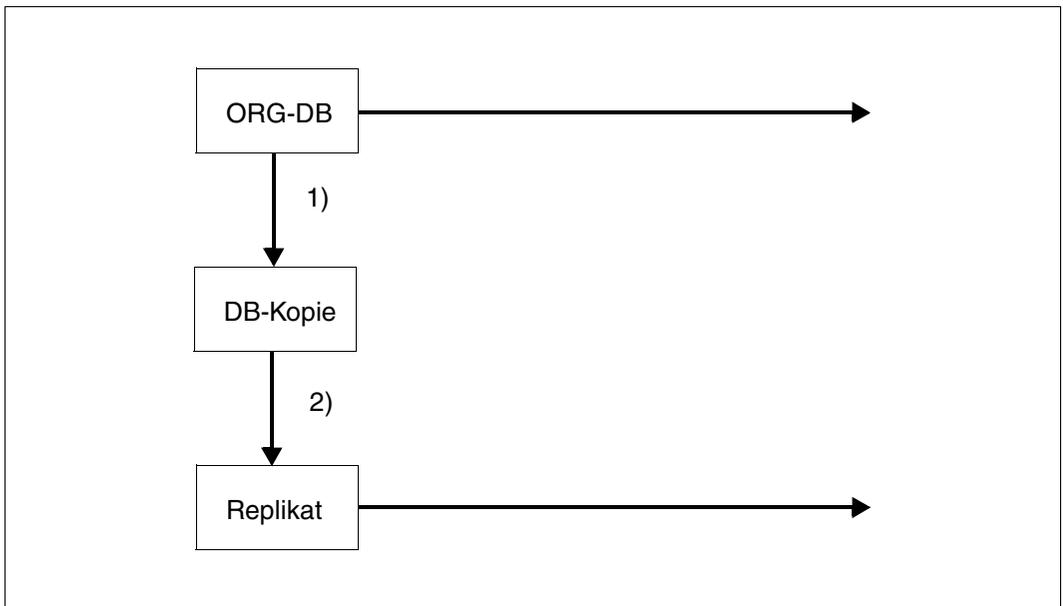 ORG-DB
1)
DB-Kopie
2)
Replikat